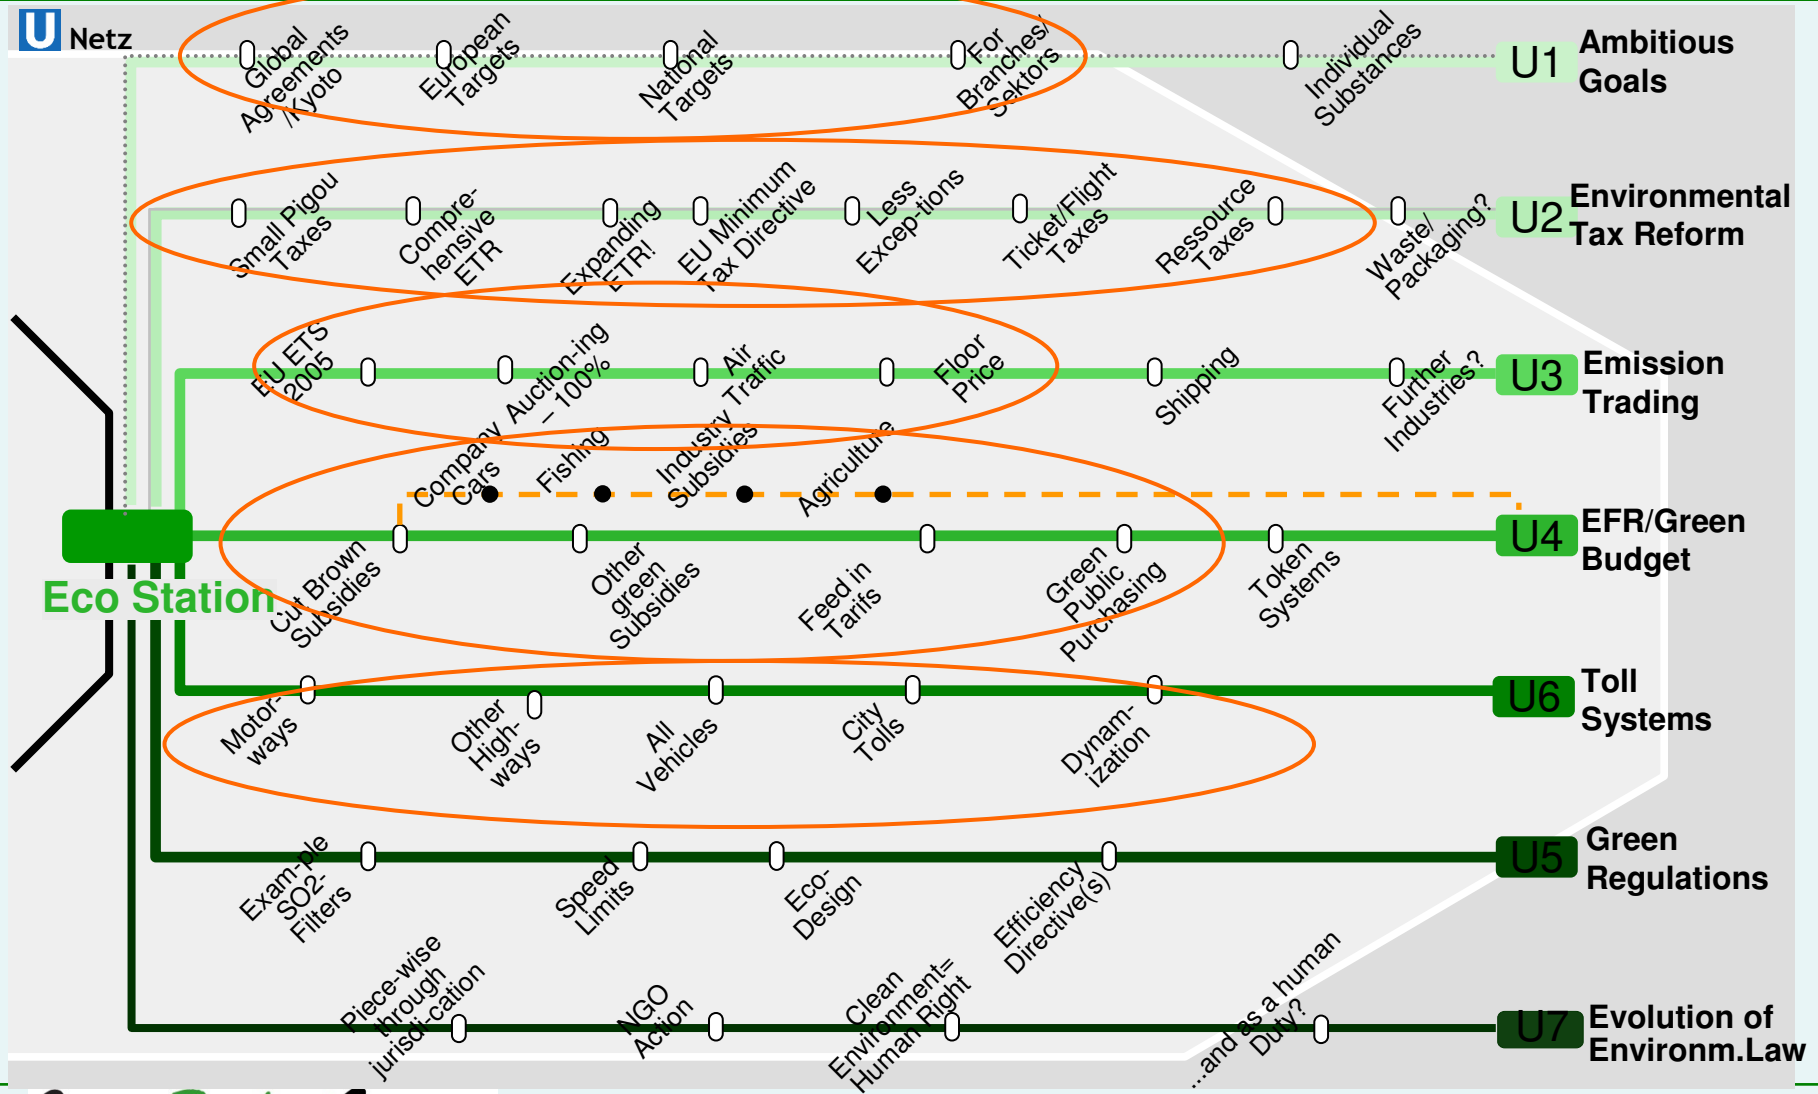 U Netz
Global
Agreements
/Kyoto
European
Targets
National
Targets
For
Branches/
Sektors
Individual
Substances
U1
Ambitious
Goals
Small Pigou
Taxes
Compre-
hensive
ETR
Expanding
ETR!
EU Minimum
Tax Directive
Less
Excep-tions
Ticket/Flight
Taxes
Ressource
Taxes
Waste/
Packaging?
U2
Environmental
Tax Reform
EU ETS
2005
Auction-ing
– 100%
Air
Traffic
Floor
Price
Shipping
Further
Industries?
U3
Emission
Trading
Company
Cars
Fishing
Industry
Subsidies
Agriculture
Eco Station
Cut Brown
Subsidies
Other
green
Subsidies
Feed in
Tarifs
Green
Public
Purchasing
Token
Systems
U4
EFR/Green
Budget
Motor-
ways
Other
High-
ways
All
Vehicles
City
Tolls
Dynam-
ization
U6
Toll
Systems
Exam-ple
SO2-
Filters
Speed
Limits
Eco-
Design
Efficiency
Directive(s)
U5
Green
Regulations
Piece-wise
through
jurisdi-cation
NGO
Action
Clean
Environment=
Human Right
...and as a human
Duty?
U7
Evolution of
Environm.Law